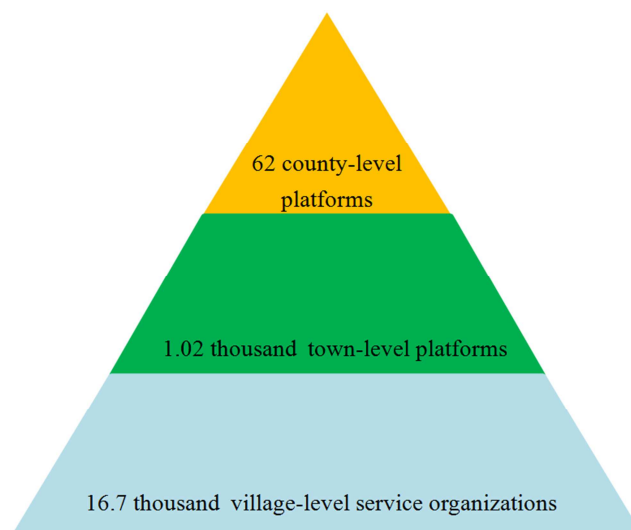 62 county-level
platforms
1.02 thousand town-level platforms
16.7 thousand village-level service organizations